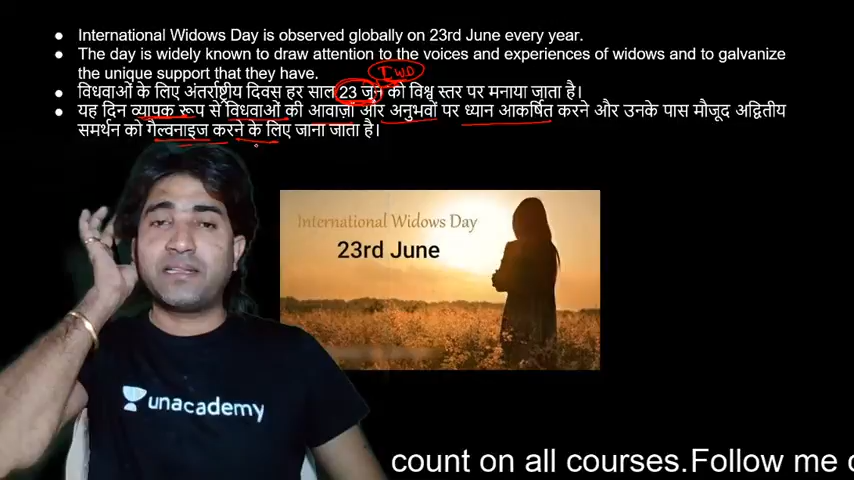 International Widows Day is observed globally on 23rd June every year.
The day is widely known to draw attention to the voices and experiences of widows and to galvanize
the unique support that they have.
IWD
विधवाओं के लिए अंतर्राष्ट्रीय दिवस हर साल 23 जून को विश्व स्तर पर मनाया जाता है।
यह दिन व्यापक रूप से विधवाओं की आवाज़ों और अनुभवों पर ध्यान आकर्षित करने और उनके पास मौजूद अद्वितीय
समर्थन को गैल्वनाइज करने के लिए जाना जाता है।
International Widows Day
23rd June
unacademy
count on all courses.Follow me